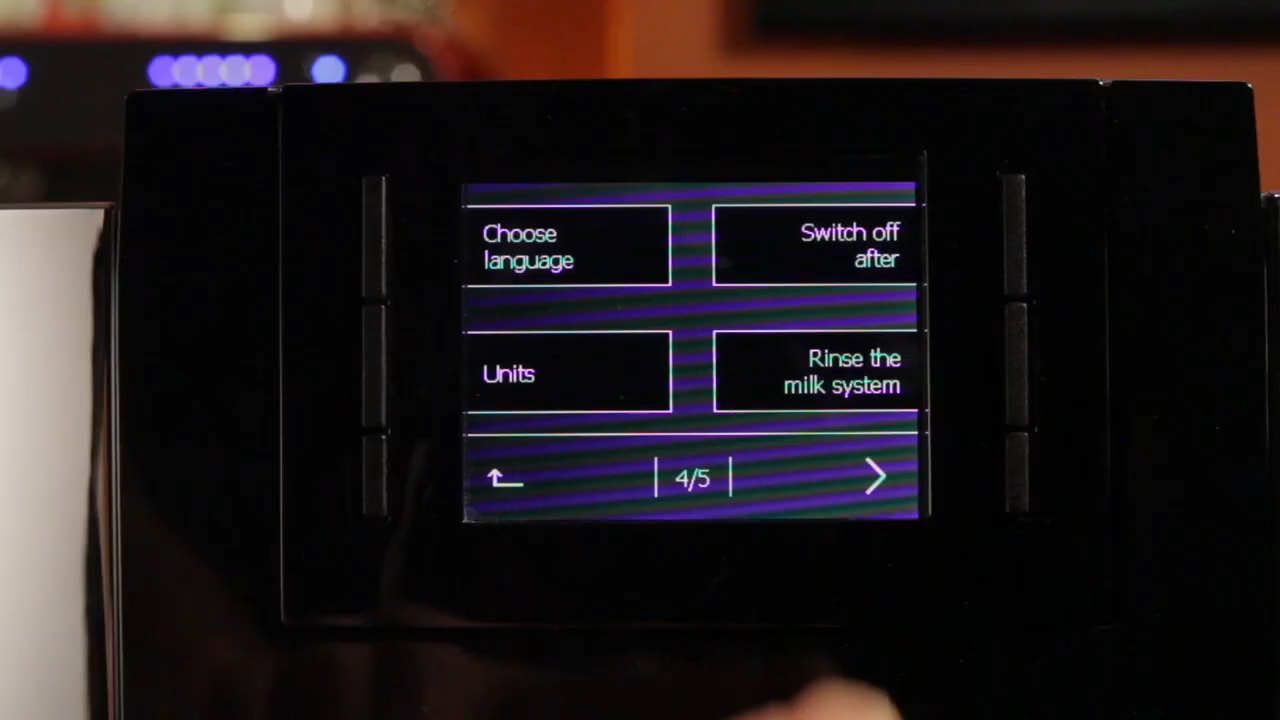 Choose
language
Switch off
after
Units
Rinse the
milk system
4/5